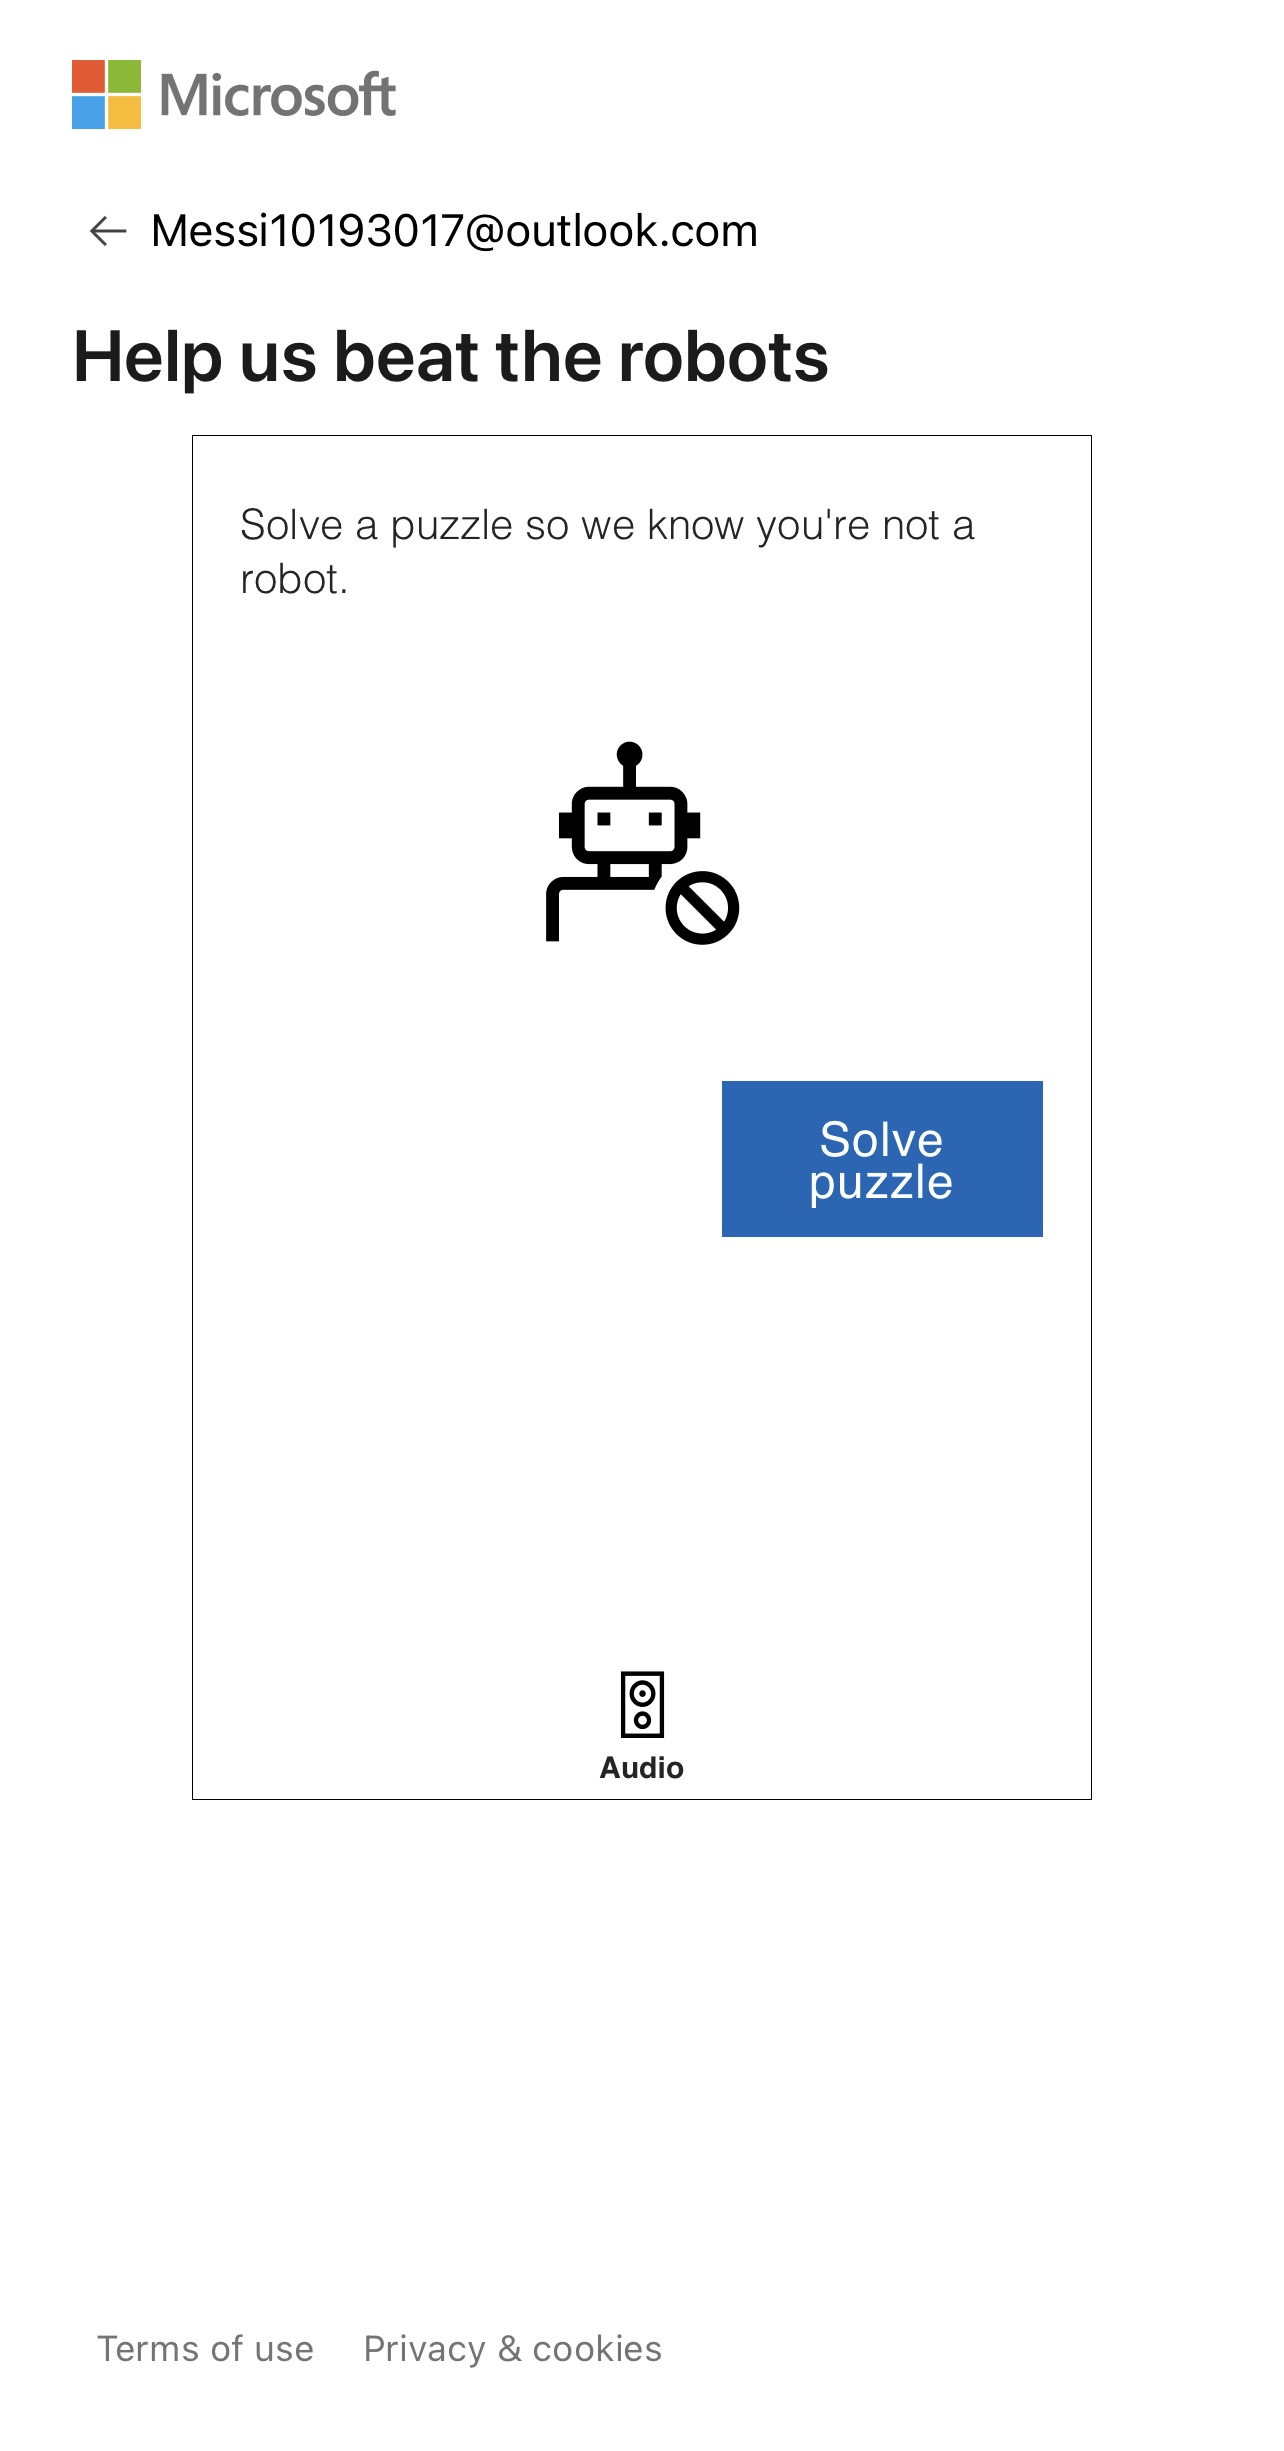 Microsoft
Messi10193017@outlook.com
Help us beat the robots
Solve a puzzle so we know you're not a
robot.
Solve
puzzle
Audio
Terms of use Privacy & cookies